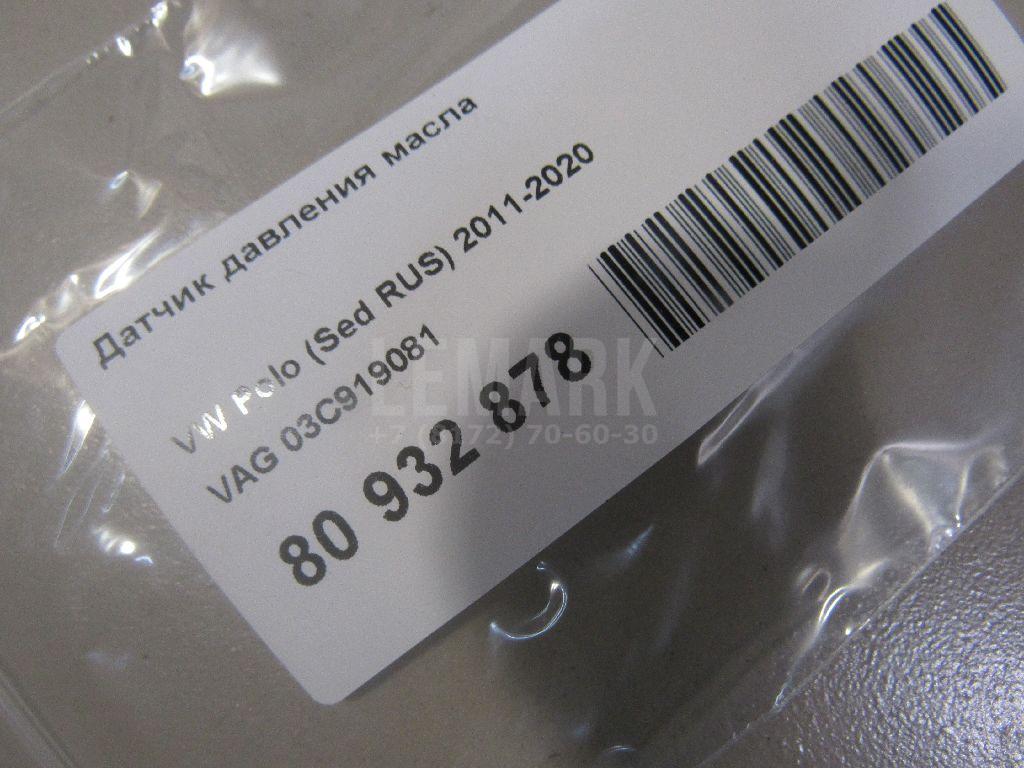 Датчик давления масла
VW Polo (Sed RUS) 2011-2020
VAG 03C919081
80 932 878
LEMARK
+7 (8172) 70-60-30